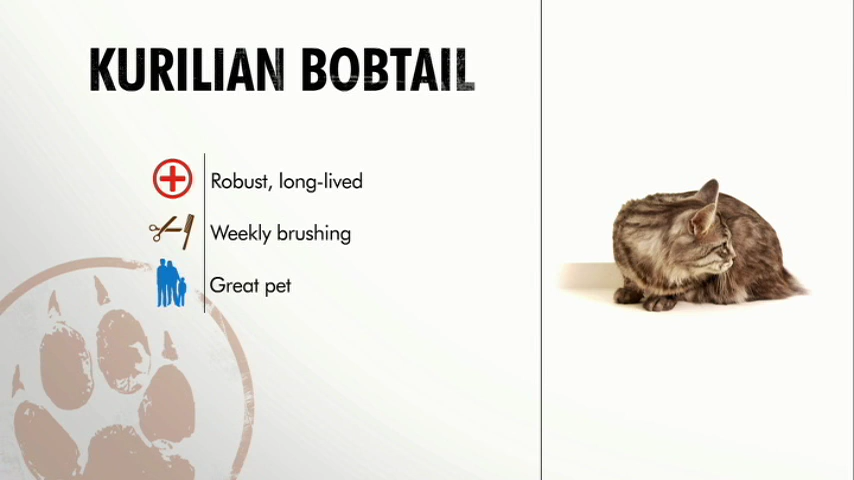 KURILIAN BOBTAIL
Robust, long-lived
Weekly brushing
Great pet